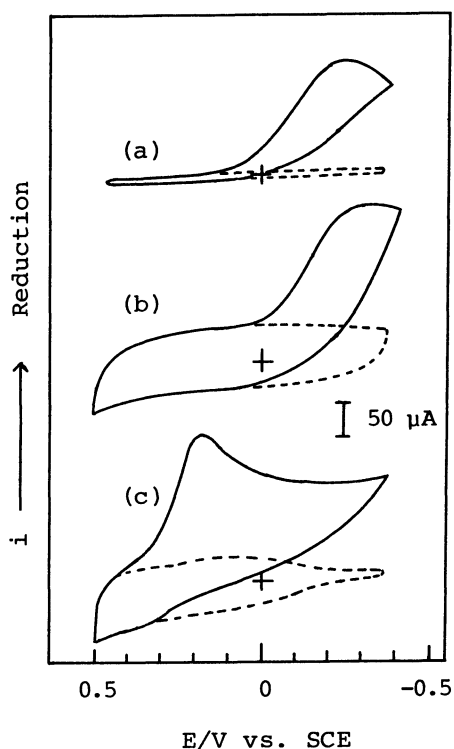 (a)
(b)
50 μA
(c)
i ⟶ Reduction
0.5 0 -0.5
E/V vs. SCE